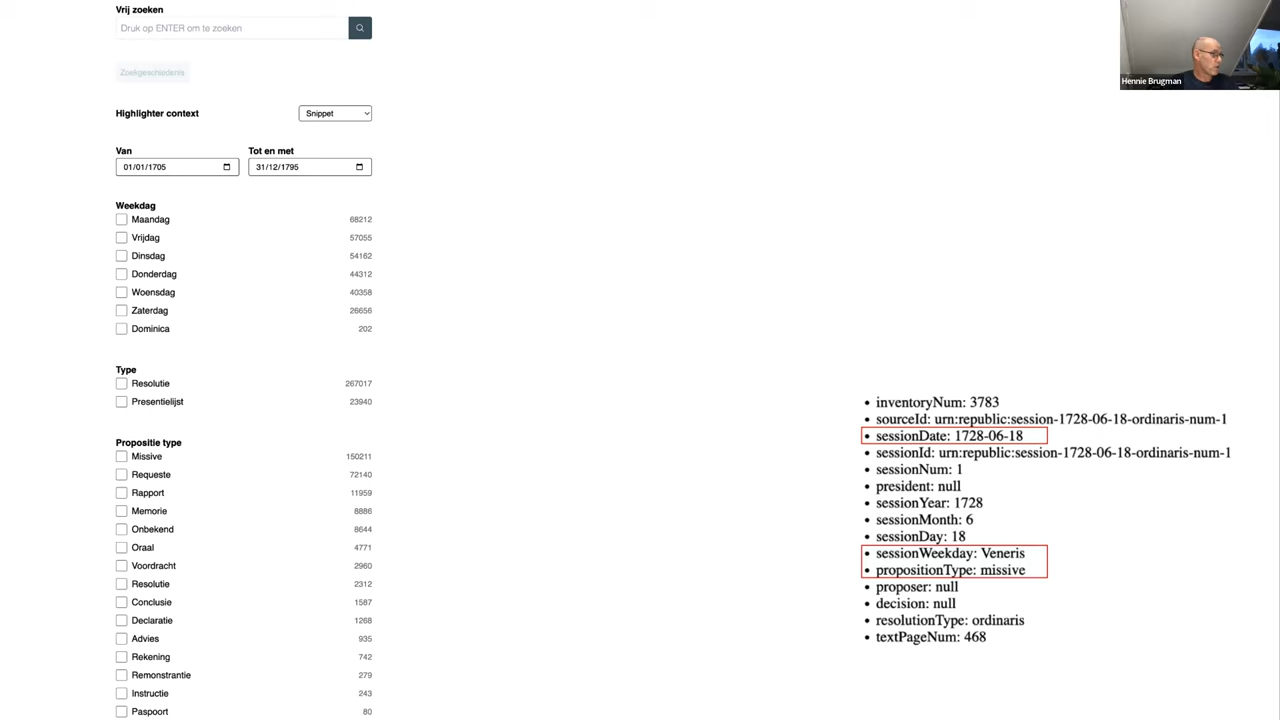 Vrij zoeken
Druk op ENTER om te zoeken
Zoekgeschiedenis
Highlighter context
Snippet
Van
Tot en met
01/01/1705
31/12/1795
Weekdag
Maandag 68212
Vrijdag 57055
Dinsdag 54162
Donderdag 44312
Woensdag 40358
Zaterdag 26656
Dominica 202
Type
Resolutie 267017
Presentielijst 23940
Propositie type
Missive 150211
Requeste 72140
Rapport 11959
Memorie 8886
Onbekend 8644
Oraal 4771
Voordracht 2960
Resolutie 2312
Conclusie 1587
Declaratie 1268
Advies 935
Rekening 742
Remonstrantie 279
Instructie 243
Paspoort 80
Hennie Brugman
• inventoryNum: 3783
• sourceId: urn:republic:session-1728-06-18-ordinaris-num-1
• sessionDate: 1728-06-18
• sessionId: urn:republic:session-1728-06-18-ordinaris-num-1
• sessionNum: 1
• president: null
• sessionYear: 1728
• sessionMonth: 6
• sessionDay: 18
• sessionWeekday: Veneris
• propositionType: missive
• proposer: null
• decision: null
• resolutionType: ordinaris
• textPageNum: 468